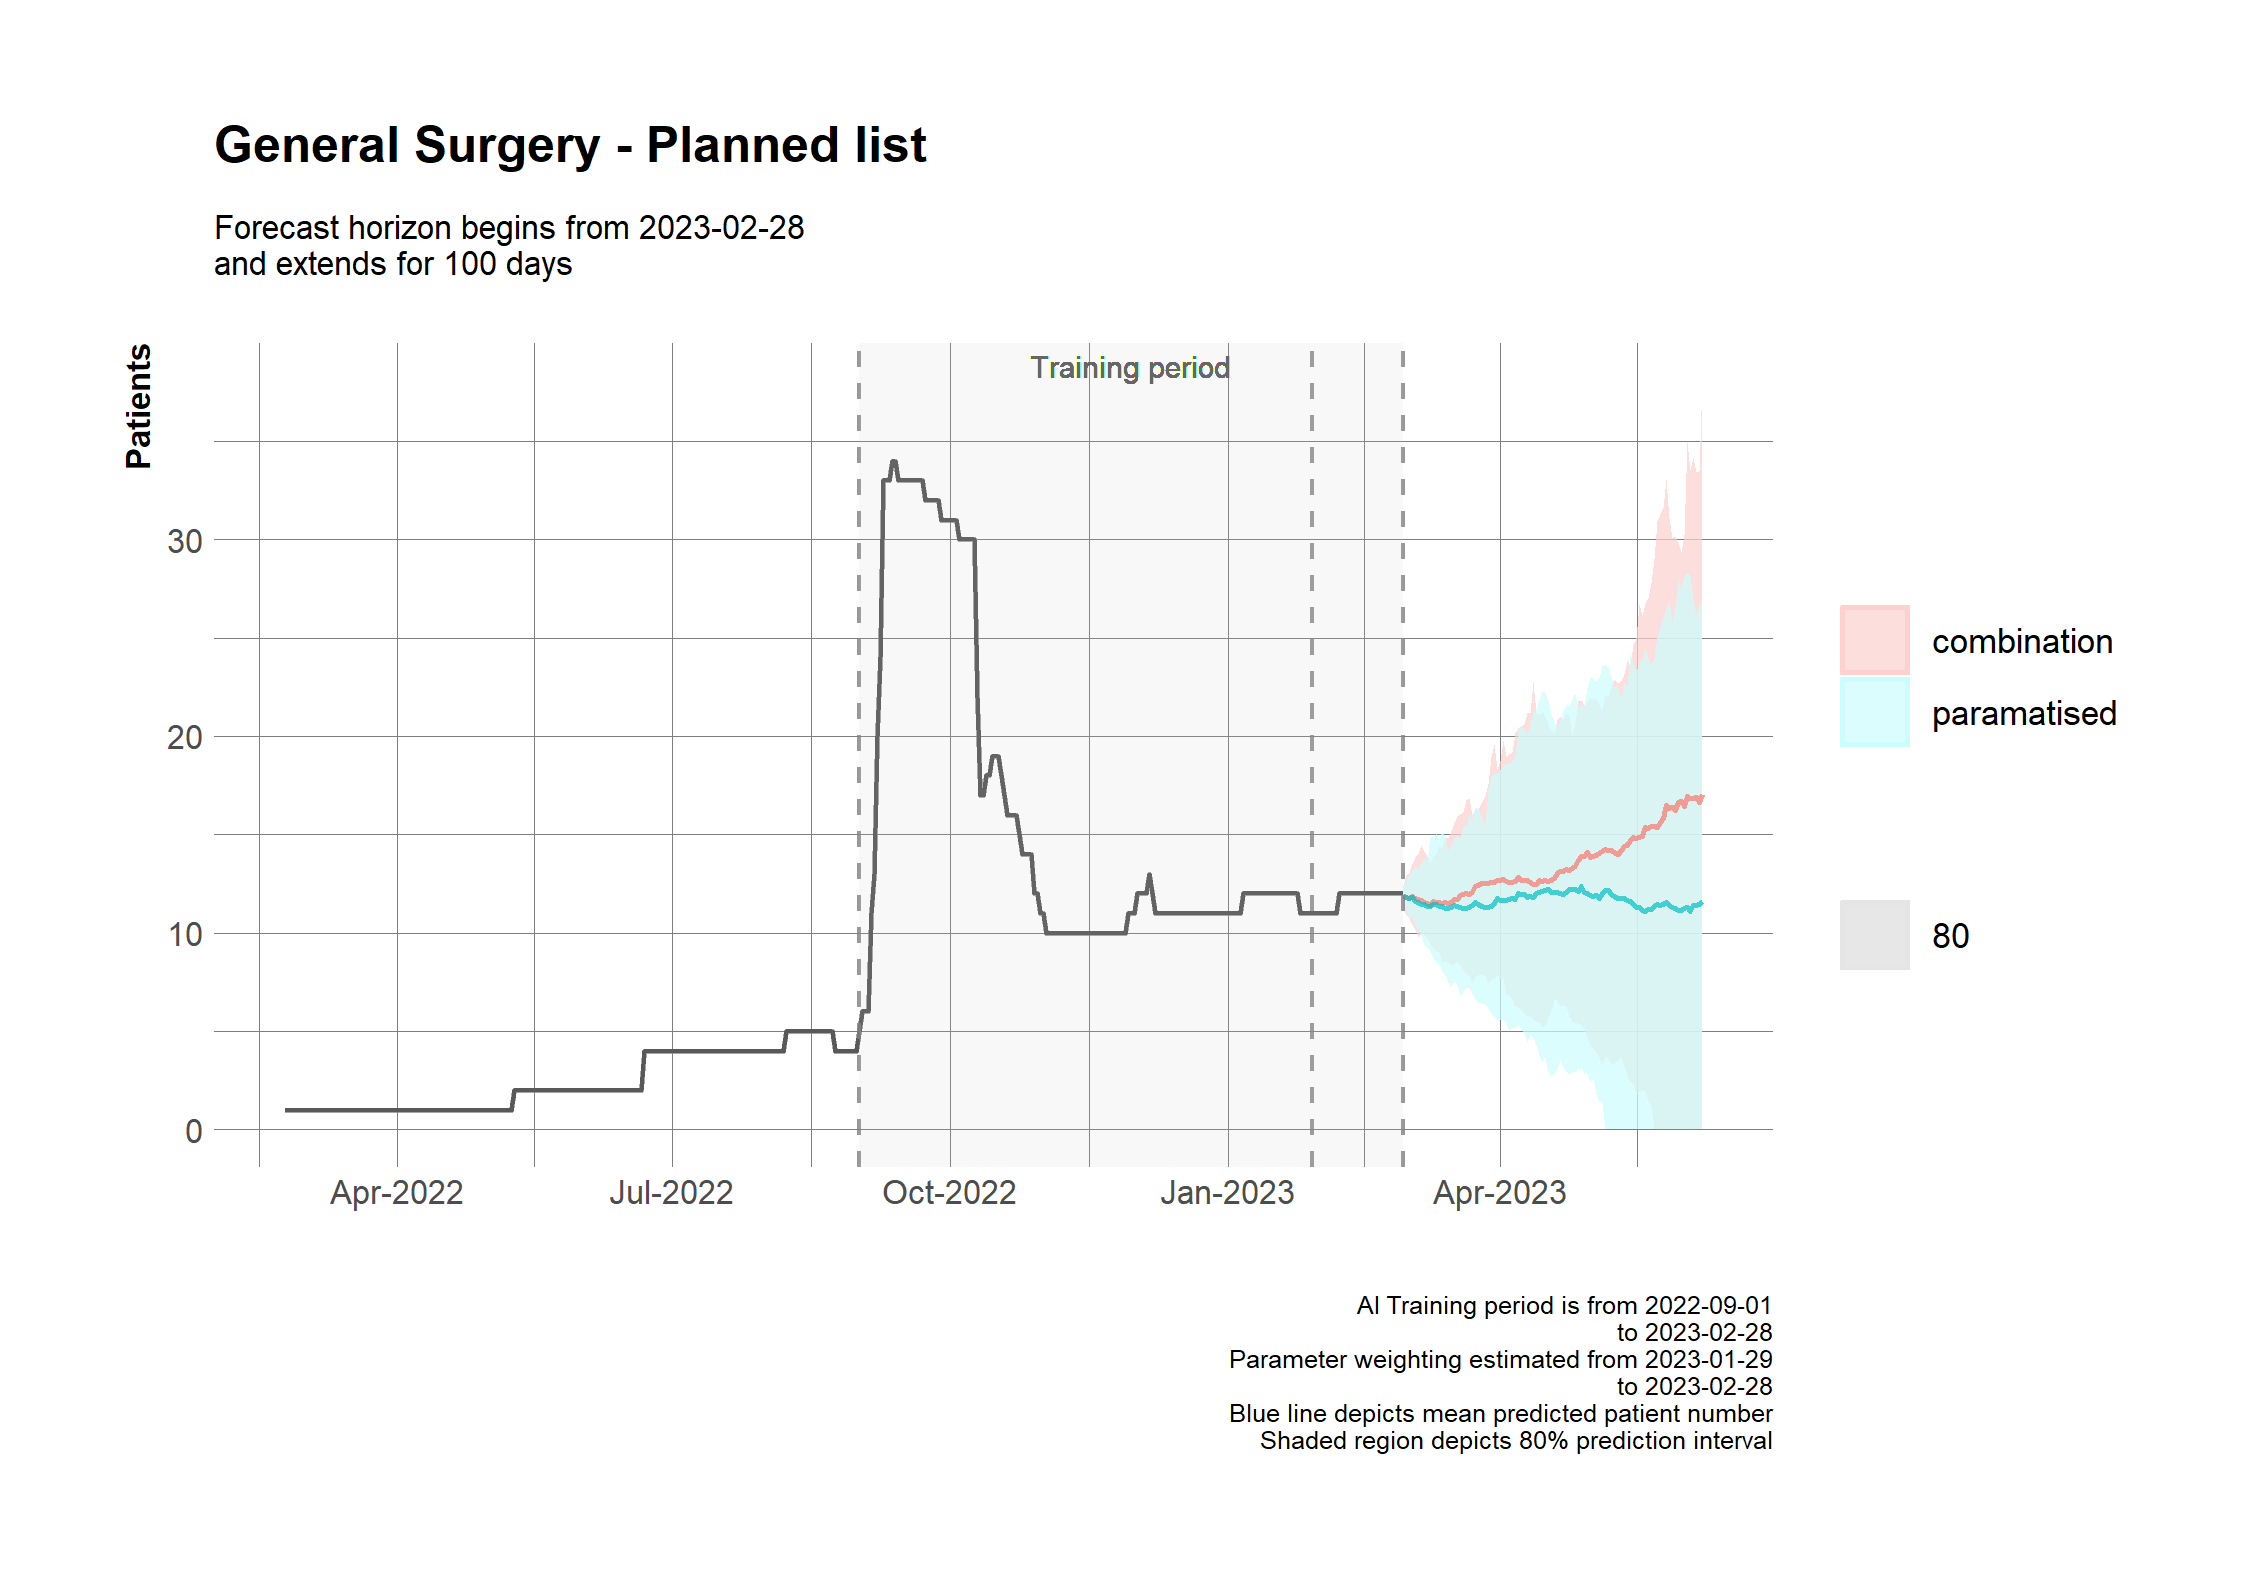 General Surgery - Planned list
Forecast horizon begins from 2023-02-28
and extends for 100 days
Patients
Training period
30
20
10
0
Apr-2022
Jul-2022
Oct-2022
Jan-2023
Apr-2023
combination
paramatised
80
AI Training period is from 2022-09-01
to 2023-02-28
Parameter weighting estimated from 2023-01-29
to 2023-02-28
Blue line depicts mean predicted patient number
Shaded region depicts 80% prediction interval